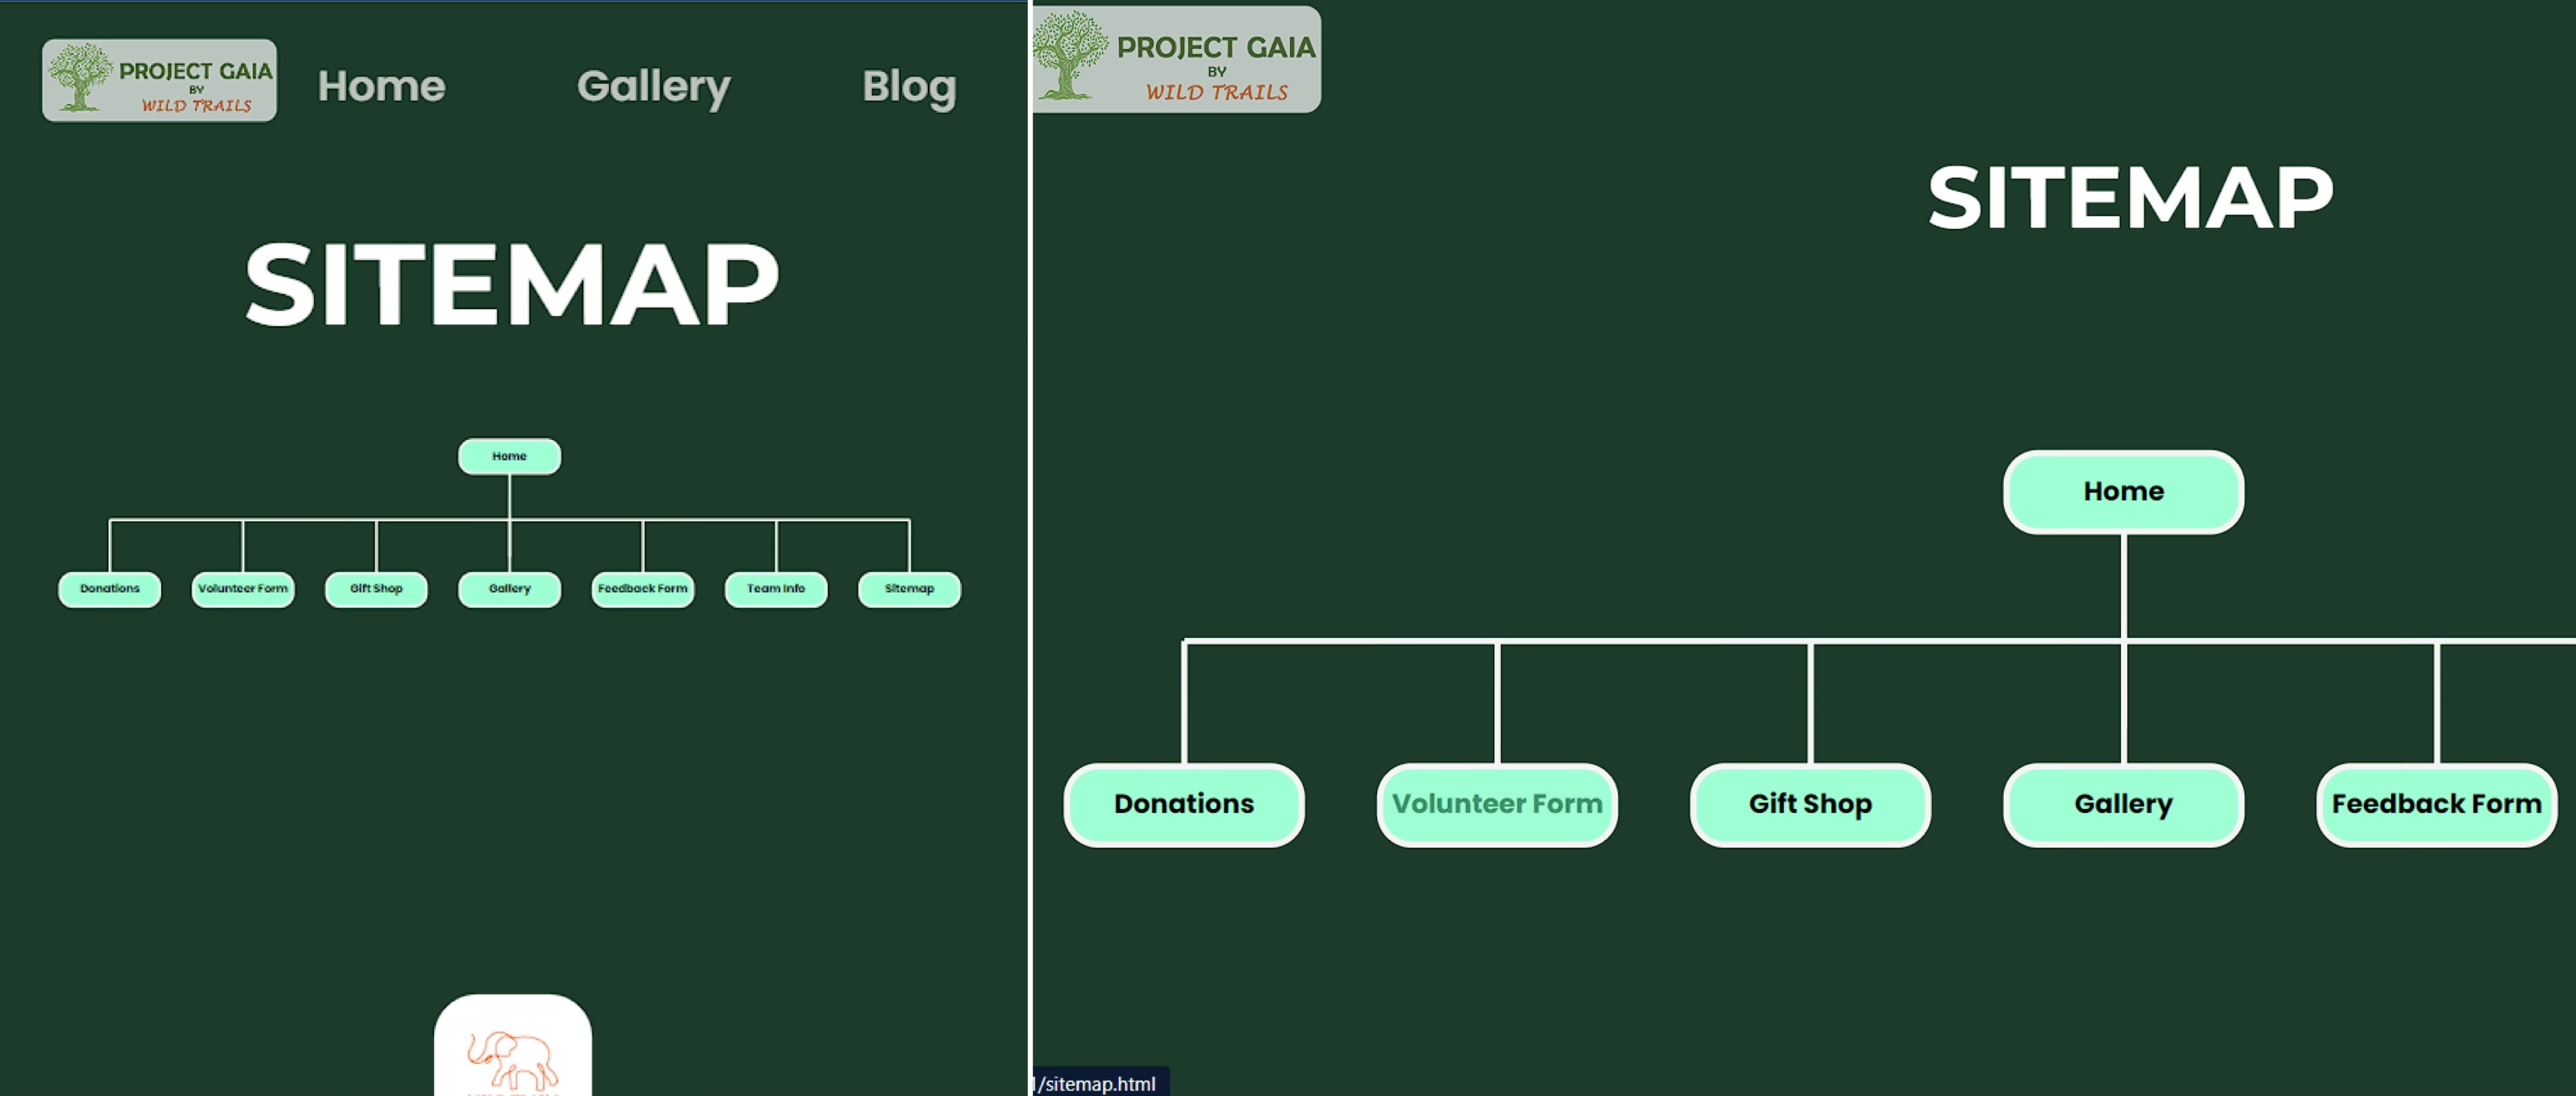 PROJECT GAIA
BY
WILD TRAILS
Home Gallery Blog
SITEMAP
Home
Donations Volunteer Form Gift Shop Gallery Feedback Form Team Info Sitemap
PROJECT GAIA
BY
WILD TRAILS
SITEMAP
Home
Donations Volunteer Form Gift Shop Gallery Feedback Form
/sitemap.html